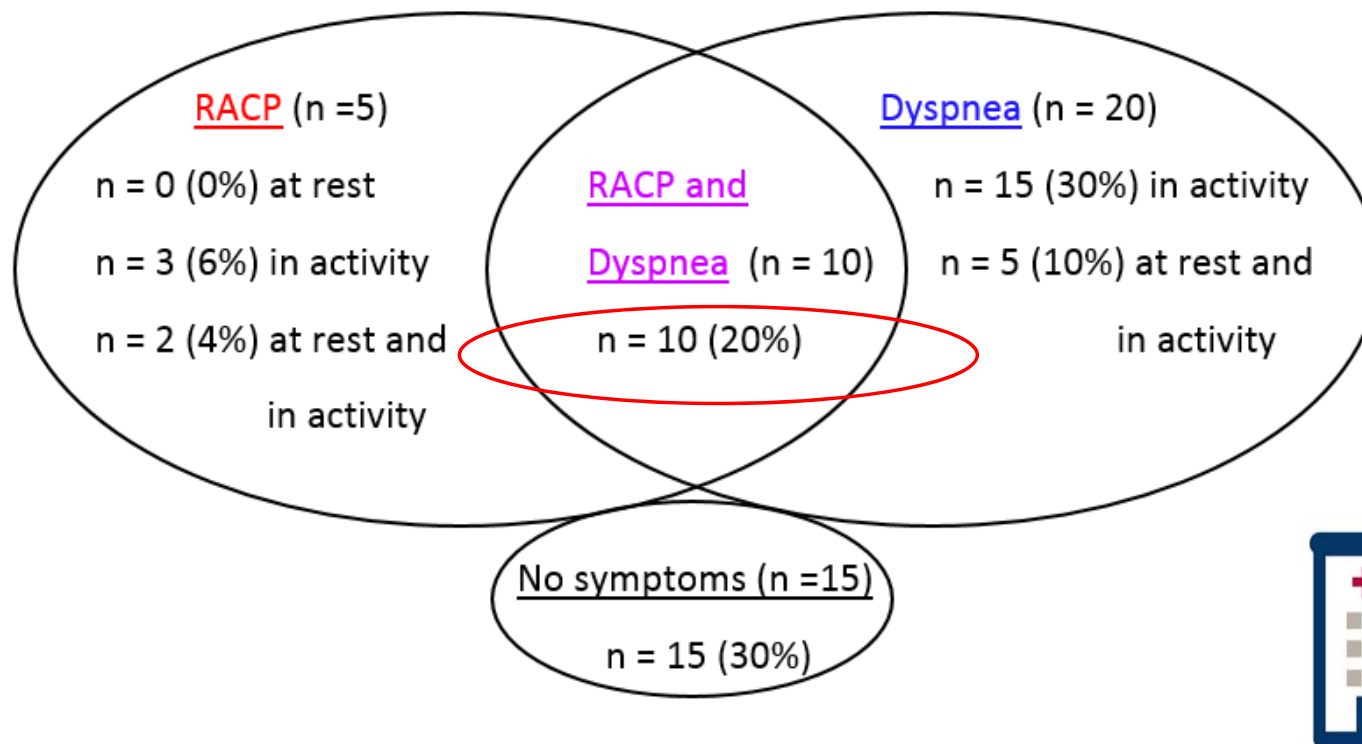 RACP (n =5)
n = 0 (0%) at rest
n = 3 (6%) in activity
n = 2 (4%) at rest and
in activity
RACP and
Dyspnea (n = 10)
n = 10 (20%)
Dyspnea (n = 20)
n = 15 (30%) in activity
n = 5 (10%) at rest and
in activity
No symptoms (n =15)
n = 15 (30%)